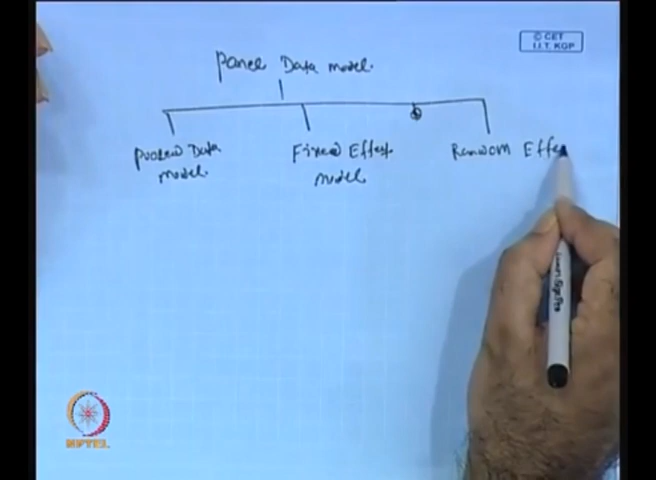 © CET
I.I.T. KGP
Panel Data model.
Pooled Data
model.
Fixed Effect
model.
Random Effe
NPTEL